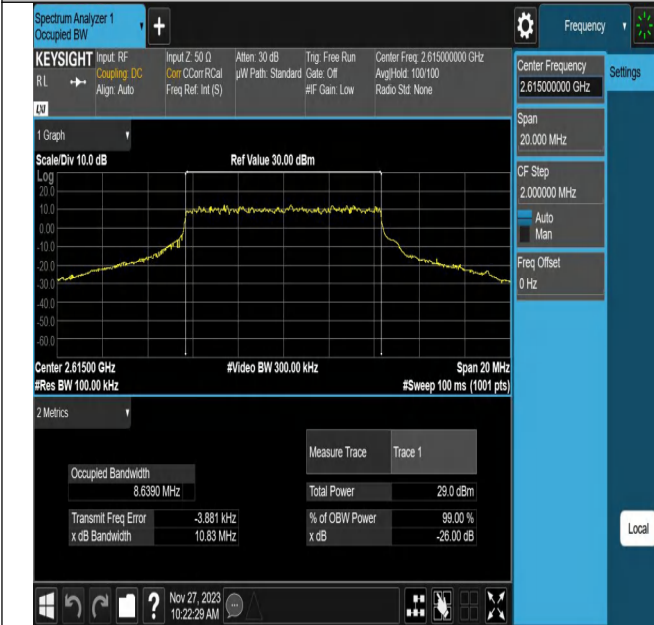 Spectrum Analyzer 1
Occupied BW
+
Frequency
KEYSIGHT
RL
LXI
Input: RF
Coupling: DC
Align: Auto
Input Z: 50 Ω
Corr CCorr RCal
Freq Ref: Int (S)
Atten: 30 dB
µW Path: Standard
Trig: Free Run
Gate: Off
#IF Gain: Low
Center Freq: 2.615000000 GHz
Avg|Hold: 100/100
Radio Std: None
Center Frequency
2.615000000 GHz
Settings
Span
20.000 MHz
CF Step
2.000000 MHz
Auto
Man
Freq Offset
0 Hz
1 Graph
Scale/Div 10.0 dB
Ref Value 30.00 dBm
Log
20.0
10.0
0.00
-10.0
-20.0
-30.0
-40.0
-50.0
-60.0
Center 2.61500 GHz
#Video BW 300.00 kHz
Span 20 MHz
#Res BW 100.00 kHz
#Sweep 100 ms (1001 pts)
2 Metrics
Measure Trace
Trace 1
Occupied Bandwidth
8.6390 MHz
Total Power
29.0 dBm
Transmit Freq Error
-3.881 kHz
% of OBW Power
99.00 %
x dB Bandwidth
10.83 MHz
x dB
-26.00 dB
Local
?
Nov 27, 2023
10:22:29 AM